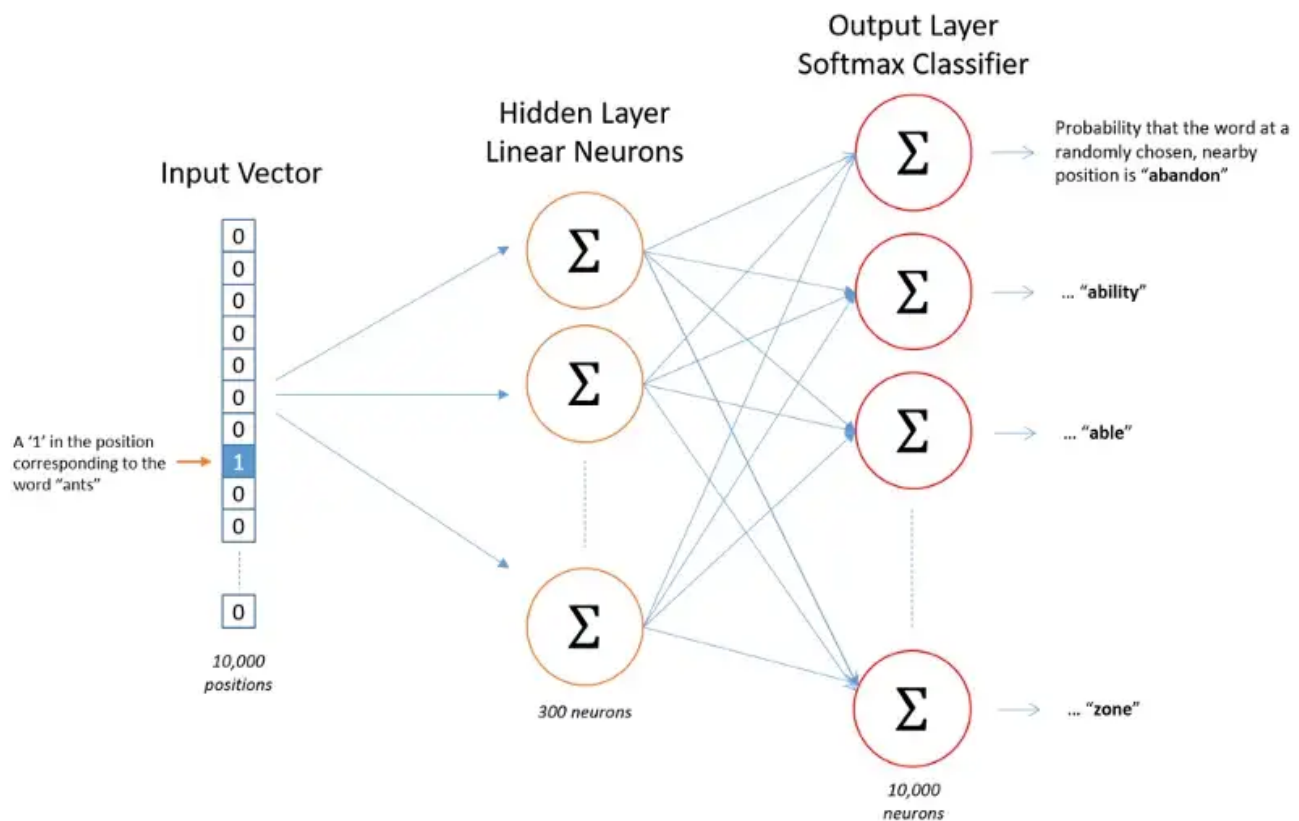 Output Layer
Softmax Classifier
Hidden Layer
Linear Neurons
Input Vector
0
0
0
0
0
0
0
1
0
0
0
A ‘1’ in the position
corresponding to the
word “ants”
10,000
positions
Σ
Σ
Σ
300 neurons
Σ
Σ
Σ
Σ
10,000
neurons
Probability that the word at a
randomly chosen, nearby
position is “abandon”
... “ability”
... “able”
... “zone”